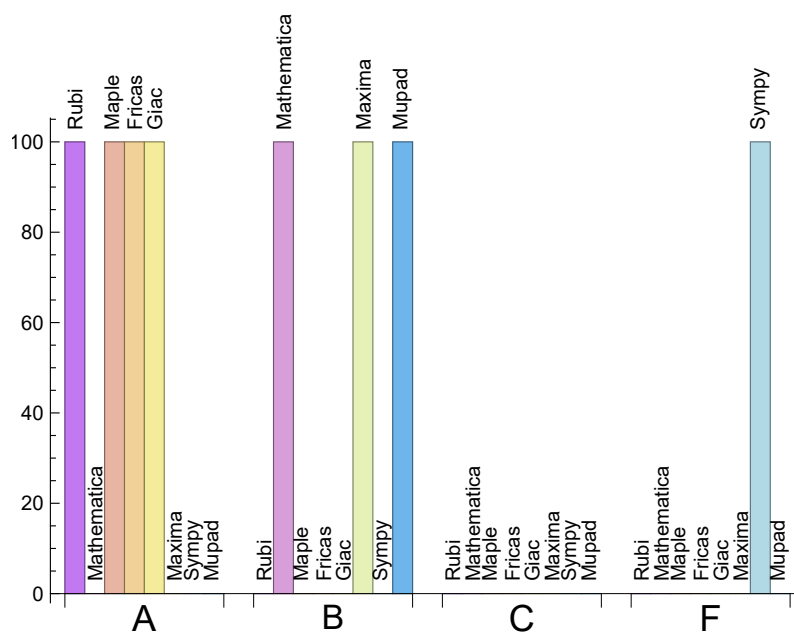 Rubi
Mathematica
Maple
Fricas
Giac
Maxima
Sympy
Mupad
Rubi
Mathematica
Maple
Fricas
Giac
Maxima
Sympy
Mupad
Rubi
Mathematica
Maple
Fricas
Giac
Maxima
Sympy
Mupad
Rubi
Mathematica
Maple
Fricas
Giac
Maxima
Sympy
Mupad
100
80
60
40
20
0
A B C F